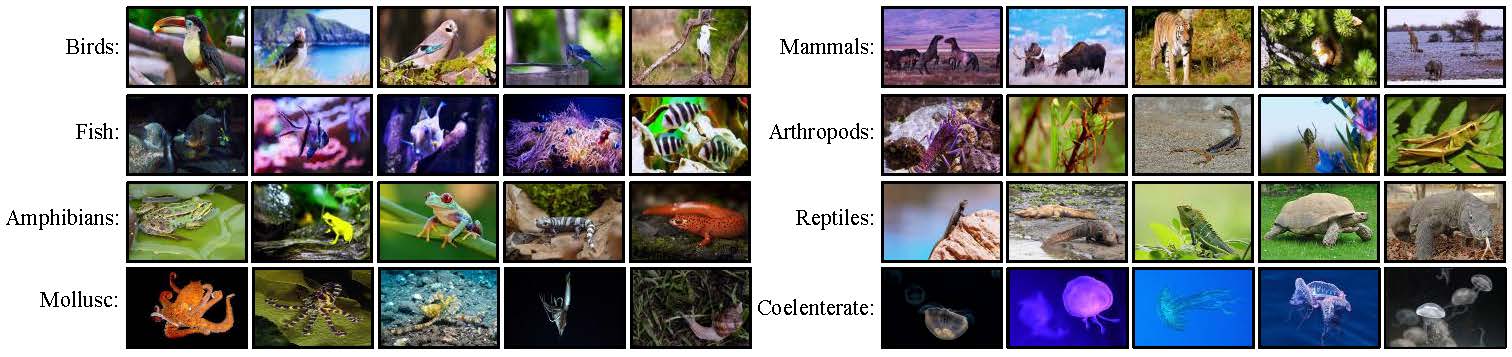 Birds:
Mammals:
Fish:
Arthropods:
Amphibians:
Reptiles:
Mollusc:
Coelenterate: